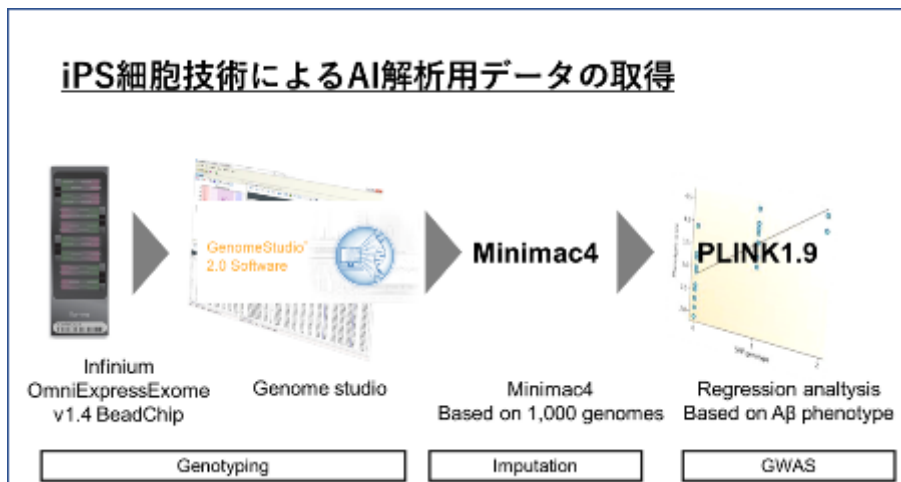 iPS細胞技術によるAI解析用データの取得
GenomeStudio®
2.0 Software
Minimac4
PLINK1.9
Infinium
OmniExpressExome
v1.4 BeadChip
Genome studio
Minimac4
Based on 1,000 genomes
Regression analtysis
Based on Aβ phenotype
Genotyping
Imputation
GWAS